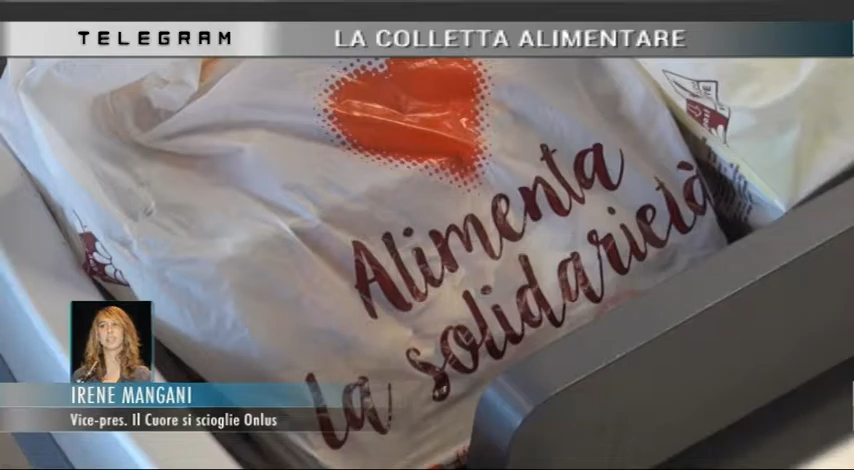 TELEGRAM
LA COLLETTA ALIMENTARE
Alimenta
la solidarietà
IRENE MANGANI
Vice-pres. Il Cuore si scioglie Onlus